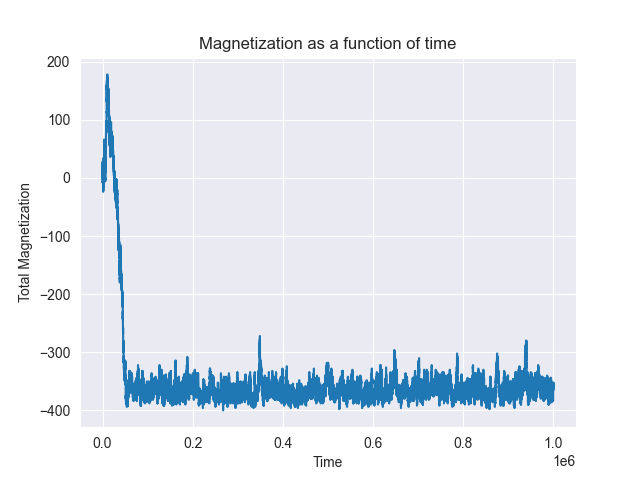 Magnetization as a function of time
200
100
0
−100
−200
−300
−400
Total Magnetization
0.0 0.2 0.4 0.6 0.8 1.0
1e6
Time